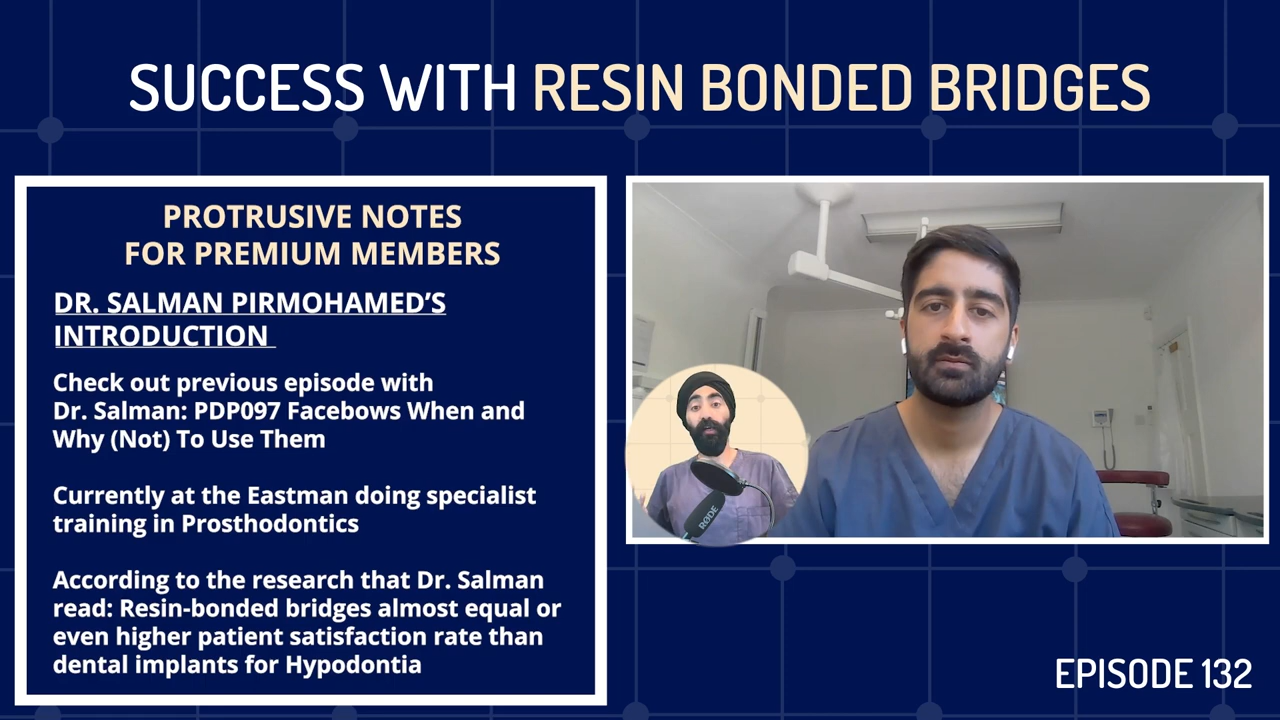 SUCCESS WITH RESIN BONDED BRIDGES
PROTRUSIVE NOTES
FOR PREMIUM MEMBERS
DR. SALMAN PIRMOHAMED’S
INTRODUCTION
Check out previous episode with
Dr. Salman: PDP097 Facebows When and
Why (Not) To Use Them
Currently at the Eastman doing specialist
training in Prosthodontics
According to the research that Dr. Salman
read: Resin-bonded bridges almost equal or
even higher patient satisfaction rate than
dental implants for Hypodontia
RØDE
EPISODE 132